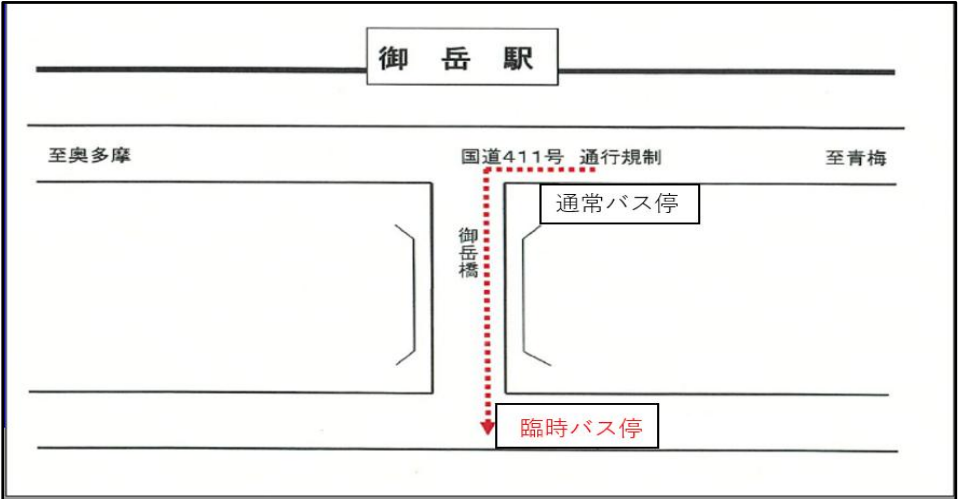 御岳駅
至奥多摩
国道411号 通行規制
至青梅
通常バス停
御岳橋
臨時バス停